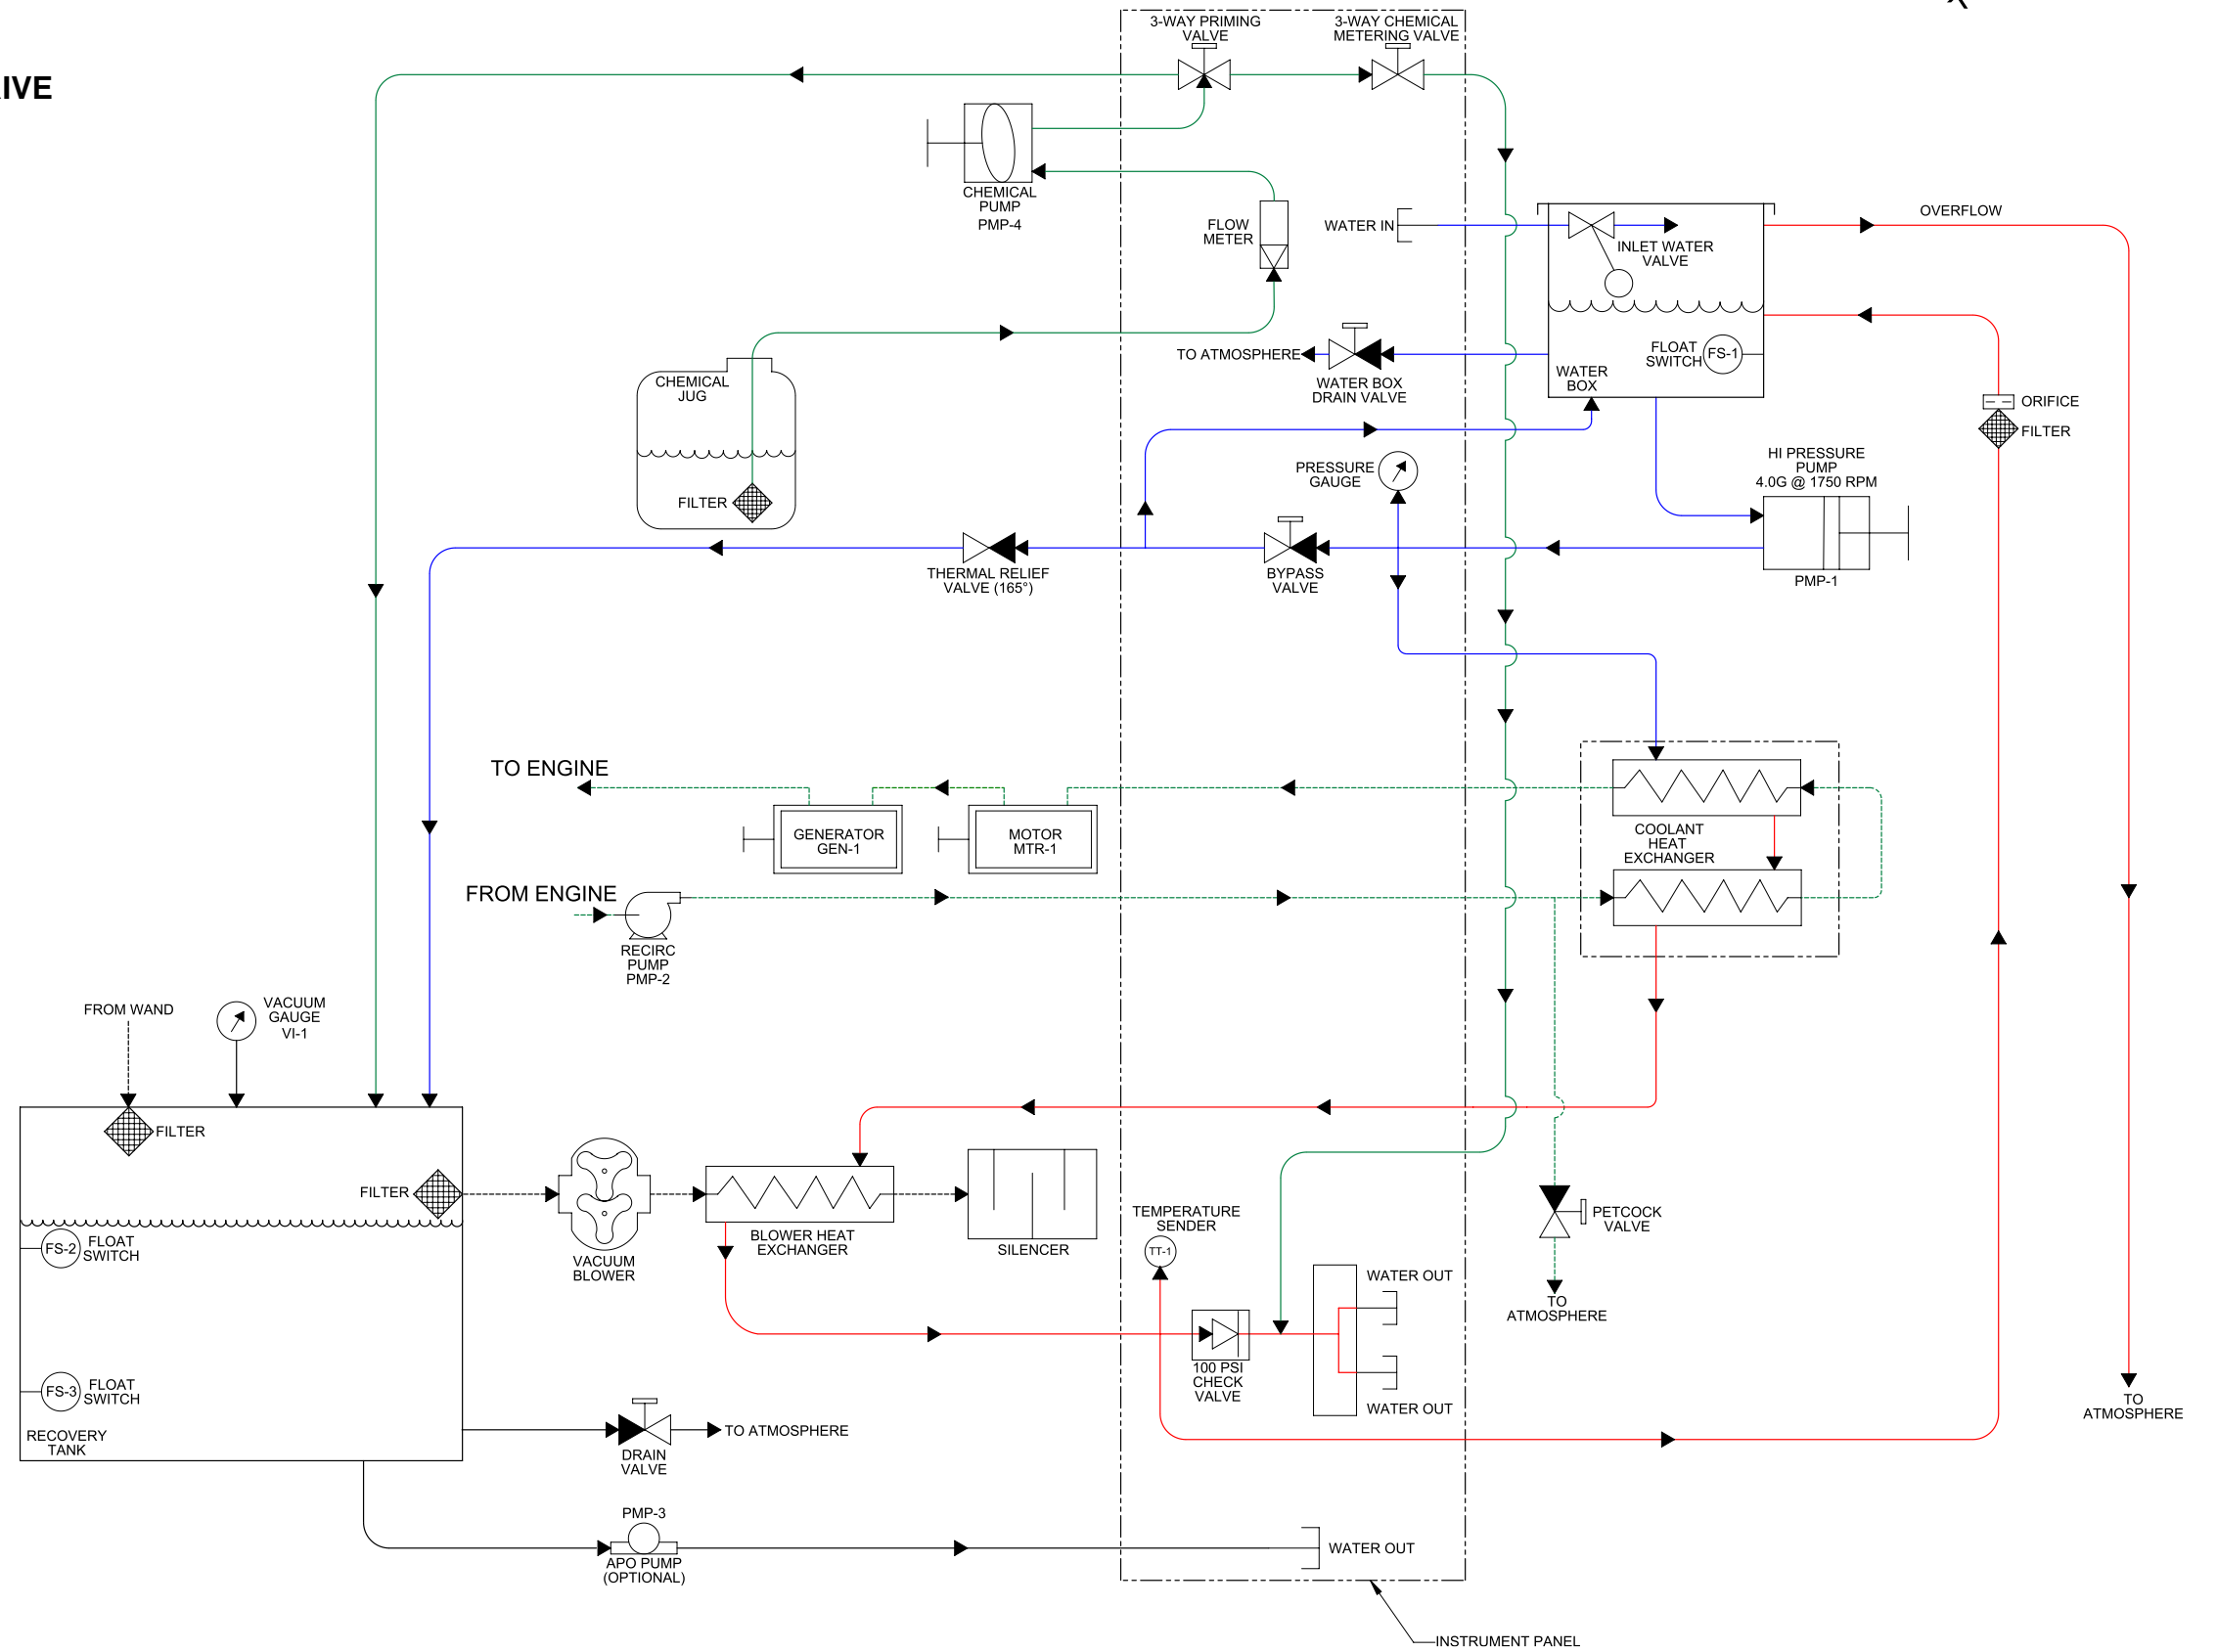 3-WAY PRIMING
VALVE
3-WAY CHEMICAL
METERING VALVE
IVE
CHEMICAL
PUMP
PMP-4
FLOW
METER
WATER IN
INLET WATER
VALVE
OVERFLOW
TO ATMOSPHERE
WATER BOX
DRAIN VALVE
FLOAT
SWITCH
FS-1
WATER
BOX
CHEMICAL
JUG
FILTER
ORIFICE
FILTER
PRESSURE
GAUGE
HI PRESSURE
PUMP
4.0G @ 1750 RPM
PMP-1
THERMAL RELIEF
VALVE (165°)
BYPASS
VALVE
TO ENGINE
GENERATOR
GEN-1
MOTOR
MTR-1
COOLANT
HEAT
EXCHANGER
FROM ENGINE
RECIRC
PUMP
PMP-2
FROM WAND
VACUUM
GAUGE
VI-1
FILTER
FILTER
FS-2
FLOAT
SWITCH
VACUUM
BLOWER
BLOWER HEAT
EXCHANGER
SILENCER
TEMPERATURE
SENDER
TT-1
PETCOCK
VALVE
TO
ATMOSPHERE
WATER OUT
100 PSI
CHECK
VALVE
WATER OUT
TO
ATMOSPHERE
FS-3
FLOAT
SWITCH
RECOVERY
TANK
DRAIN
VALVE
TO ATMOSPHERE
PMP-3
APO PUMP
(OPTIONAL)
WATER OUT
INSTRUMENT PANEL